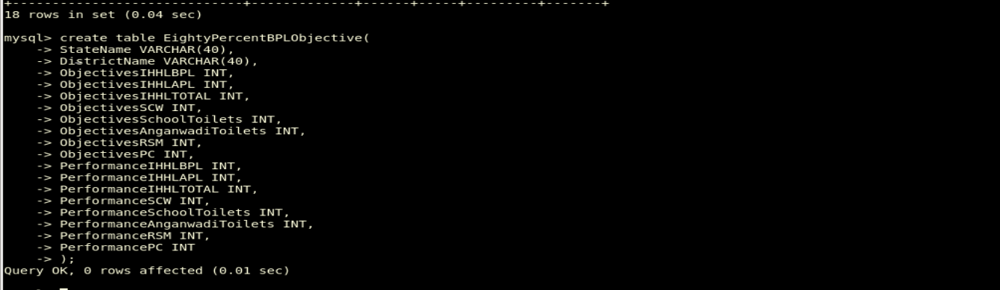 +-----------------------------+-------------+------+-----+---------+-------+
18 rows in set (0.04 sec)
mysql> create table EightyPercentBPLObjective(
    -> StateName VARCHAR(40),
    -> DistrictName VARCHAR(40),
    -> ObjectivesIHHLBPL INT,
    -> ObjectivesIHHLAPL INT,
    -> ObjectivesIHHLTOTAL INT,
    -> ObjectivesSCW INT,
    -> ObjectivesSchoolToilets INT,
    -> ObjectivesAnganwadiToilets INT,
    -> ObjectivesRSM INT,
    -> ObjectivesPC INT,
    -> PerformanceIHHLBPL INT,
    -> PerformanceIHHLAPL INT,
    -> PerformanceIHHLTOTAL INT,
    -> PerformanceSCW INT,
    -> PerformanceSchoolToilets INT,
    -> PerformanceAnganwadiToilets INT,
    -> PerformanceRSM INT,
    -> PerformancePC INT
    -> );
Query OK, 0 rows affected (0.01 sec)